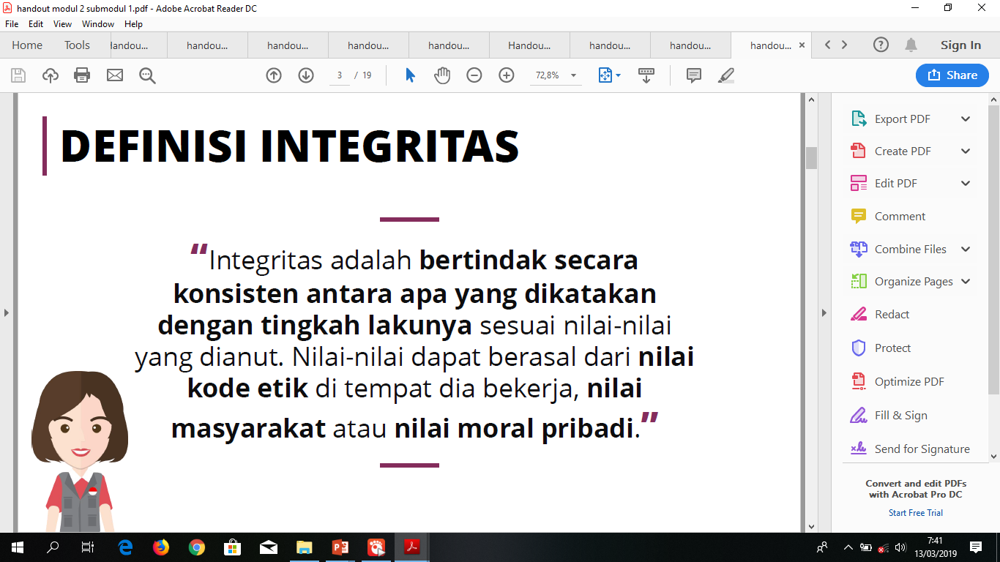 handout modul 2 submodul 1.pdf - Adobe Acrobat Reader DC
File Edit View Window Help
Home Tools handou... handou... handou... handou... Handou... handou... handou... handou... Sign In
3 / 19 72,8% Share
DEFINISI INTEGRITAS
“Integritas adalah bertindak secara
konsisten antara apa yang dikatakan
dengan tingkah lakunya sesuai nilai-nilai
yang dianut. Nilai-nilai dapat berasal dari nilai
kode etik di tempat dia bekerja, nilai
masyarakat atau nilai moral pribadi.”
Export PDF
Create PDF
Edit PDF
Comment
Combine Files
Organize Pages
Redact
Protect
Optimize PDF
Fill & Sign
Send for Signature
Convert and edit PDFs
with Acrobat Pro DC
Start Free Trial
7:41
13/03/2019